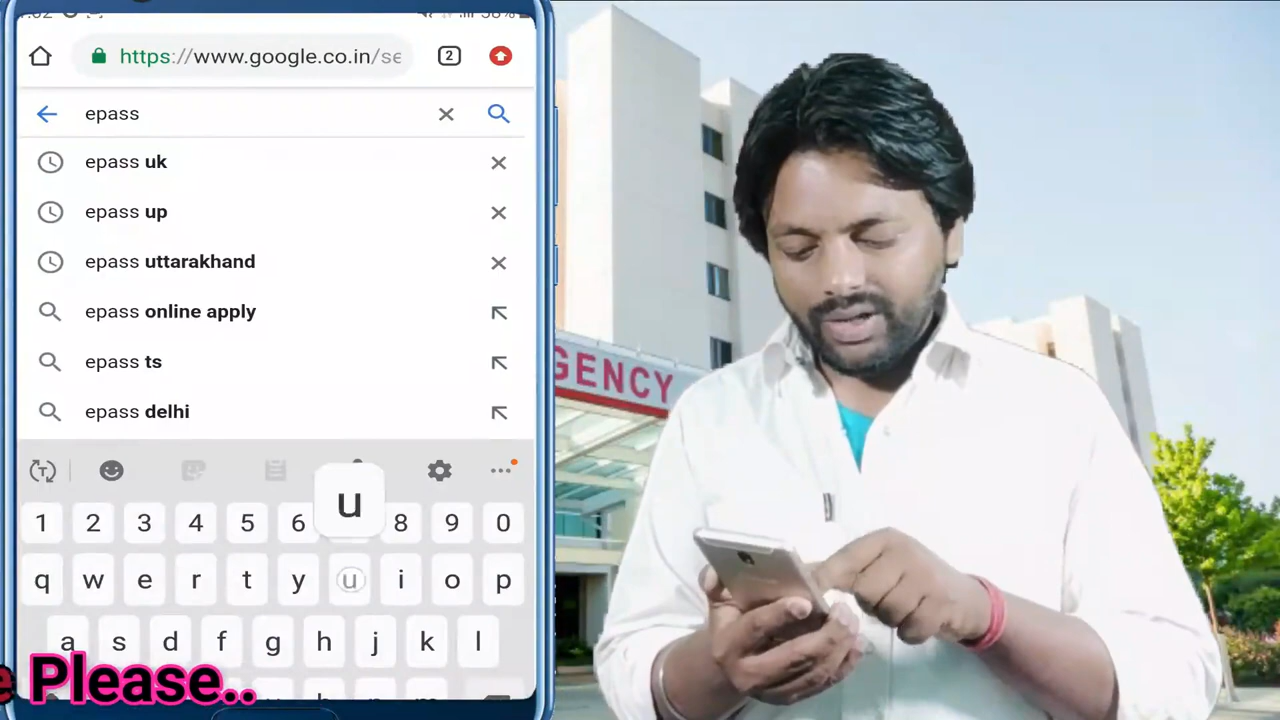 https://www.google.co.in/se
2
epass
epass uk
epass up
epass uttarakhand
epass online apply
epass ts
epass delhi
u
1 2 3 4 5 6 8 9 0
q w e r t y u i o p
a s d f g h j k l
GENCY
e Please..